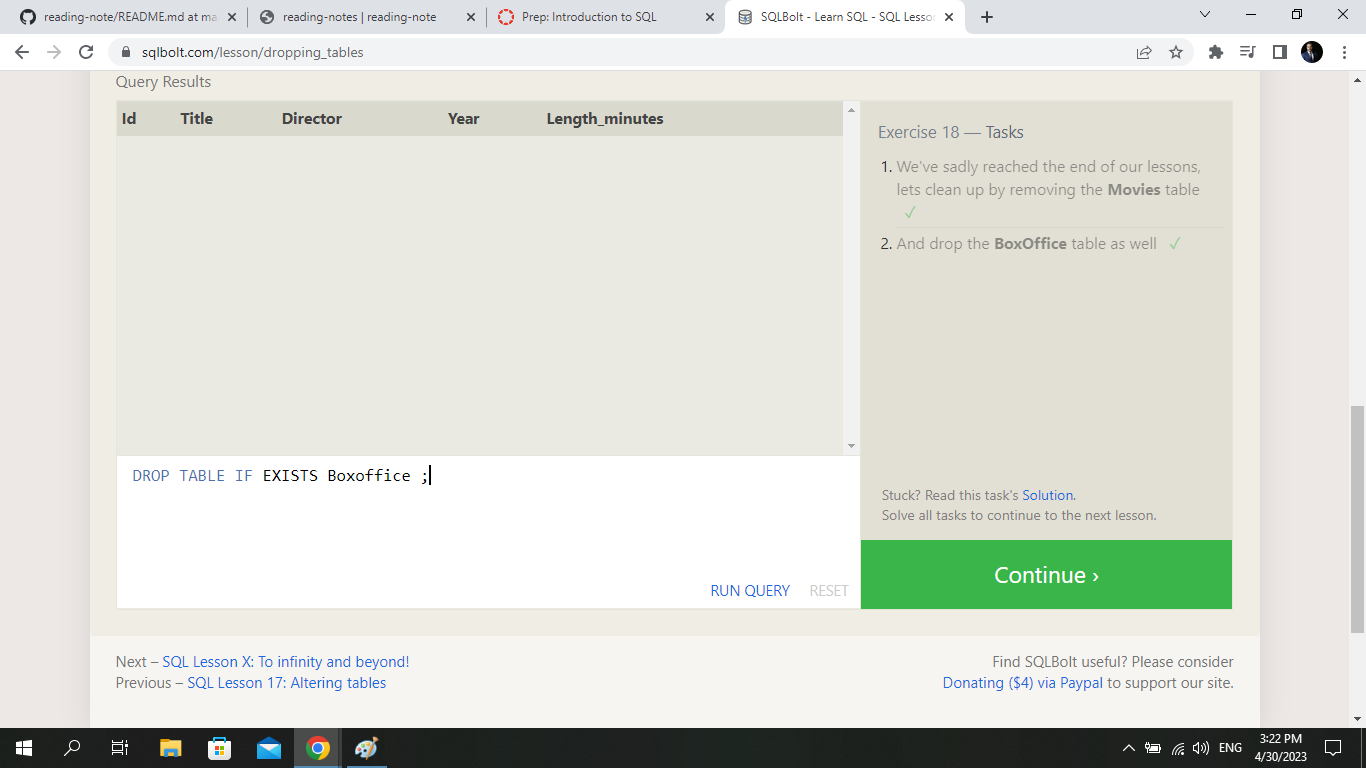 reading-note/README.md at ma
reading-notes | reading-note
Prep: Introduction to SQL
SQLBolt - Learn SQL - SQL Lesson
sqlbolt.com/lesson/dropping_tables
Query Results
Id Title Director Year Length_minutes
Exercise 18 — Tasks
1. We've sadly reached the end of our lessons,
lets clean up by removing the Movies table
✓
2. And drop the BoxOffice table as well ✓
DROP TABLE IF EXISTS Boxoffice ;
Stuck? Read this task's Solution.
Solve all tasks to continue to the next lesson.
RUN QUERY RESET
Continue ›
Next – SQL Lesson X: To infinity and beyond!
Previous – SQL Lesson 17: Altering tables
Find SQLBolt useful? Please consider
Donating ($4) via Paypal to support our site.
ENG
3:22 PM
4/30/2023